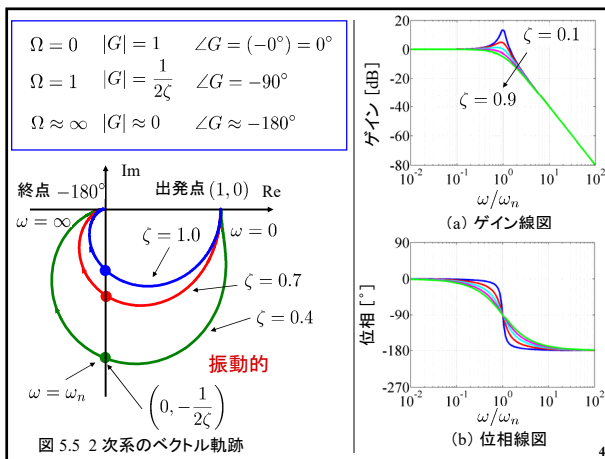 Ω = 0 |G| = 1 ∠G = (−0°) = 0°
Ω = 1 |G| = 1/2ζ ∠G = −90°
Ω ≈ ∞ |G| ≈ 0 ∠G ≈ −180°
Im
終点 −180°
出発点 (1, 0) Re
ω = ∞
ω = 0
ζ = 1.0
ζ = 0.7
ζ = 0.4
振動的
ω = ωn
(0, −1/2ζ)
図 5.5 2 次系のベクトル軌跡
20
0
-20
-40
-60
-80
ゲイン [dB]
ζ = 0.1
ζ = 0.9
10^-2 10^-1 10^0 10^1 10^2
ω/ωn
(a) ゲイン線図
90
0
-90
-180
-270
位相 [°]
10^-2 10^-1 10^0 10^1 10^2
ω/ωn
(b) 位相線図
4